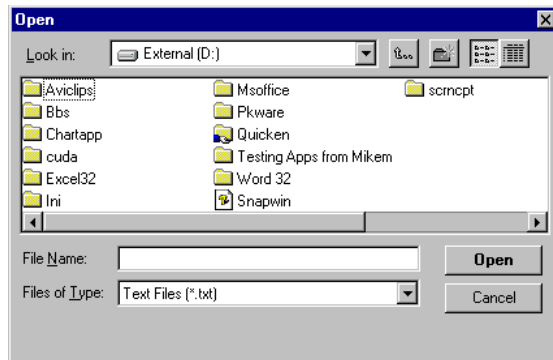 Open
Look in: External (D:)
Aviclips Msoffice scrncpt
Bbs Pkware
Chartapp Quicken
cuda Testing Apps from Mikem
Excel32 Word 32
Ini Snapwin
File Name: Open
Files of Type: Text Files (*.txt) Cancel